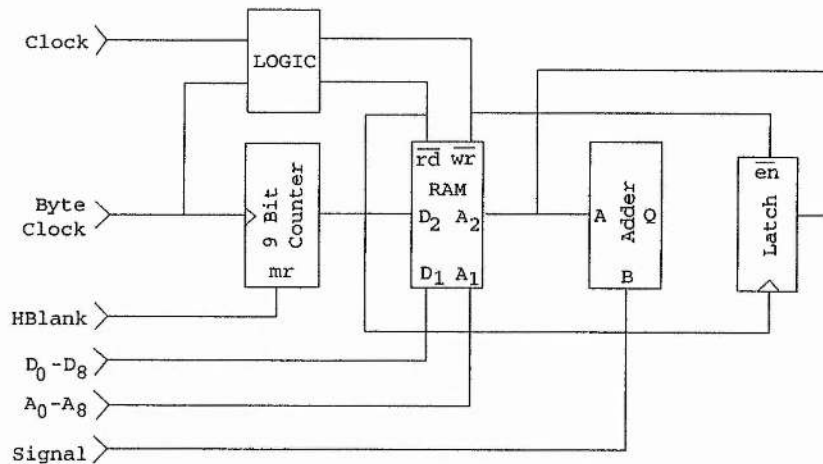 Clock
LOGIC
rd wr
RAM
D2 A2
D1 A1
9 Bit
Counter
mr
A Adder Q
B
en
Latch
Byte
Clock
HBlank
D0-D8
A0-A8
Signal